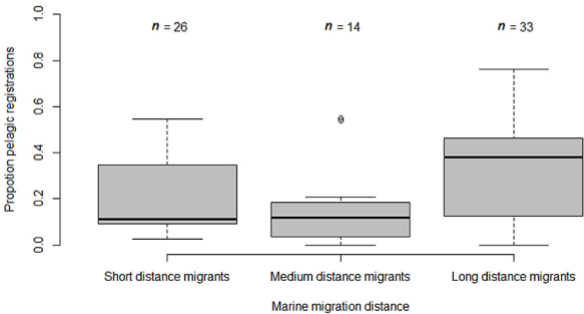 n = 26
n = 14
n = 33
Propotion pelagic registrations
1.0
0.8
0.6
0.4
0.2
0.0
Short distance migrants
Medium distance migrants
Long distance migrants
Marine migration distance